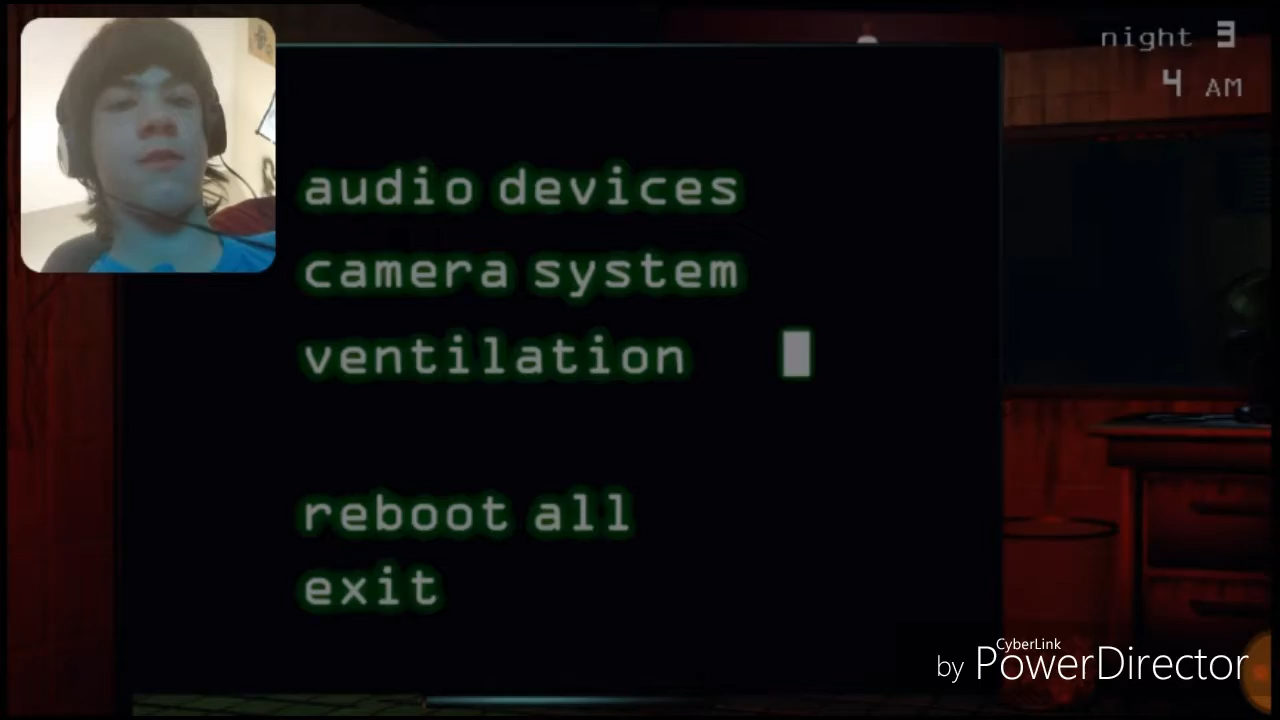 night 3
4 AM
audio devices
camera system
ventilation
reboot all
exit
CyberLink
by PowerDirector